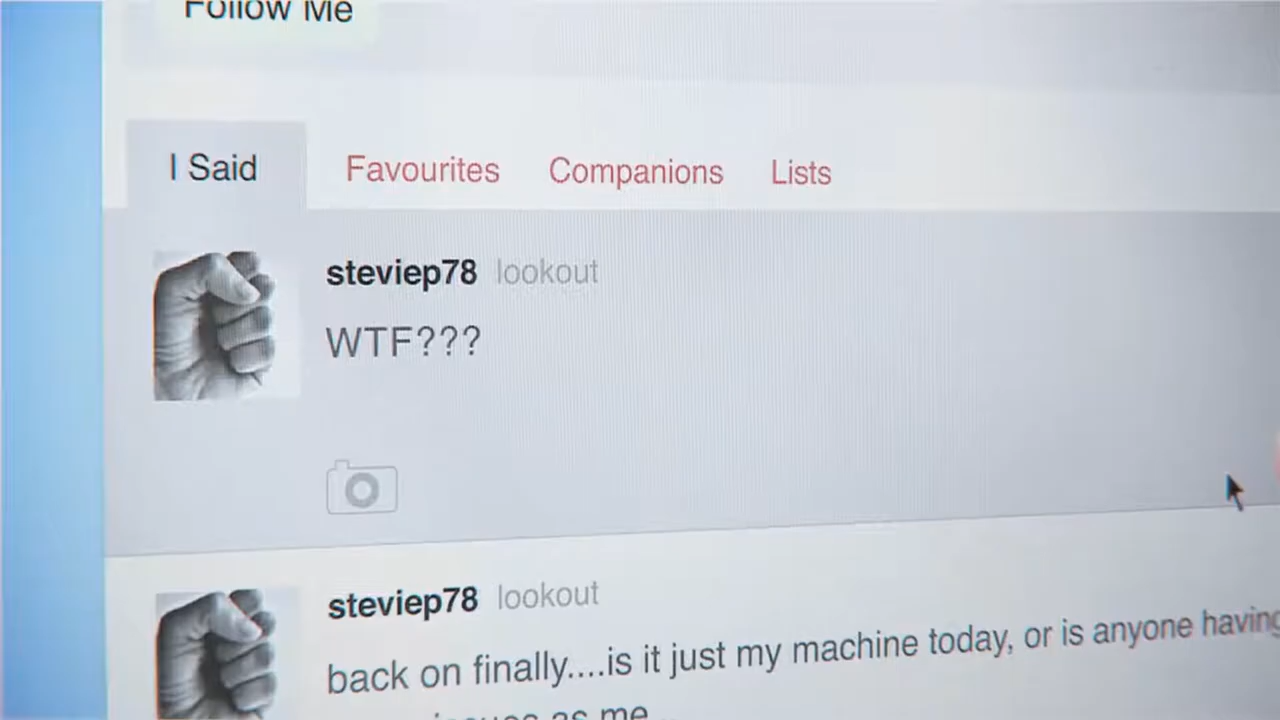 Follow Me
I Said Favourites Companions Lists
steviep78 lookout
WTF???
steviep78 lookout
back on finally....is it just my machine today, or is anyone having
issues as me